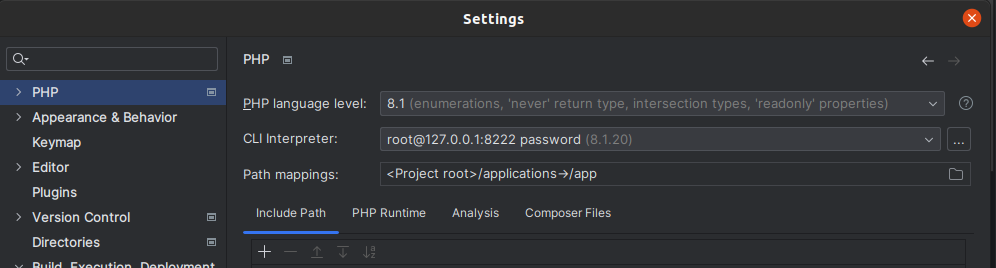 Settings
PHP
Appearance & Behavior
Keymap
Editor
Plugins
Version Control
Directories
Build, Execution, Deployment
PHP
PHP language level: 8.1 (enumerations, 'never' return type, intersection types, 'readonly' properties) ?
CLI Interpreter: root@127.0.0.1:8222 password (8.1.20) ...
Path mappings: <Project root>/applications→/app
Include Path PHP Runtime Analysis Composer Files